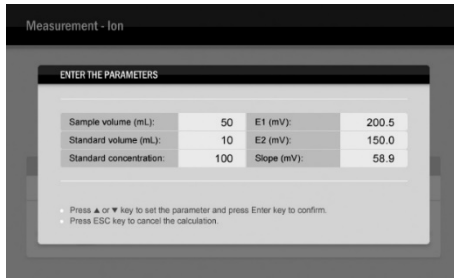 Measurement - Ion
ENTER THE PARAMETERS
Sample volume (mL): 50 E1 (mV): 200.5
Standard volume (mL): 10 E2 (mV): 150.0
Standard concentration: 100 Slope (mV): 58.9
Press ▲ or ▼ key to set the parameter and press Enter key to confirm.
Press ESC key to cancel the calculation.